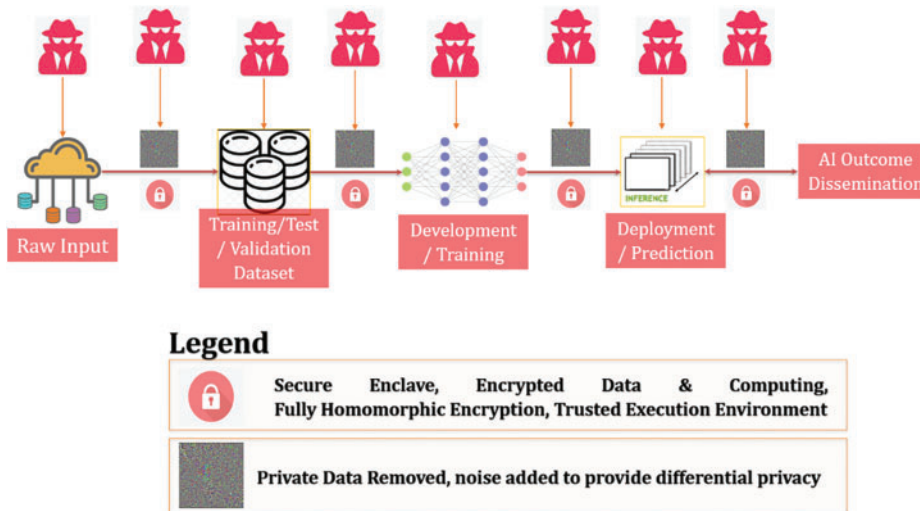 Raw Input
Training/Test
/ Validation
Dataset
Development
/ Training
INFERENCE
Deployment
/ Prediction
AI Outcome
Dissemination
Legend
Secure Enclave, Encrypted Data & Computing,
Fully Homomorphic Encryption, Trusted Execution Environment
Private Data Removed, noise added to provide differential privacy